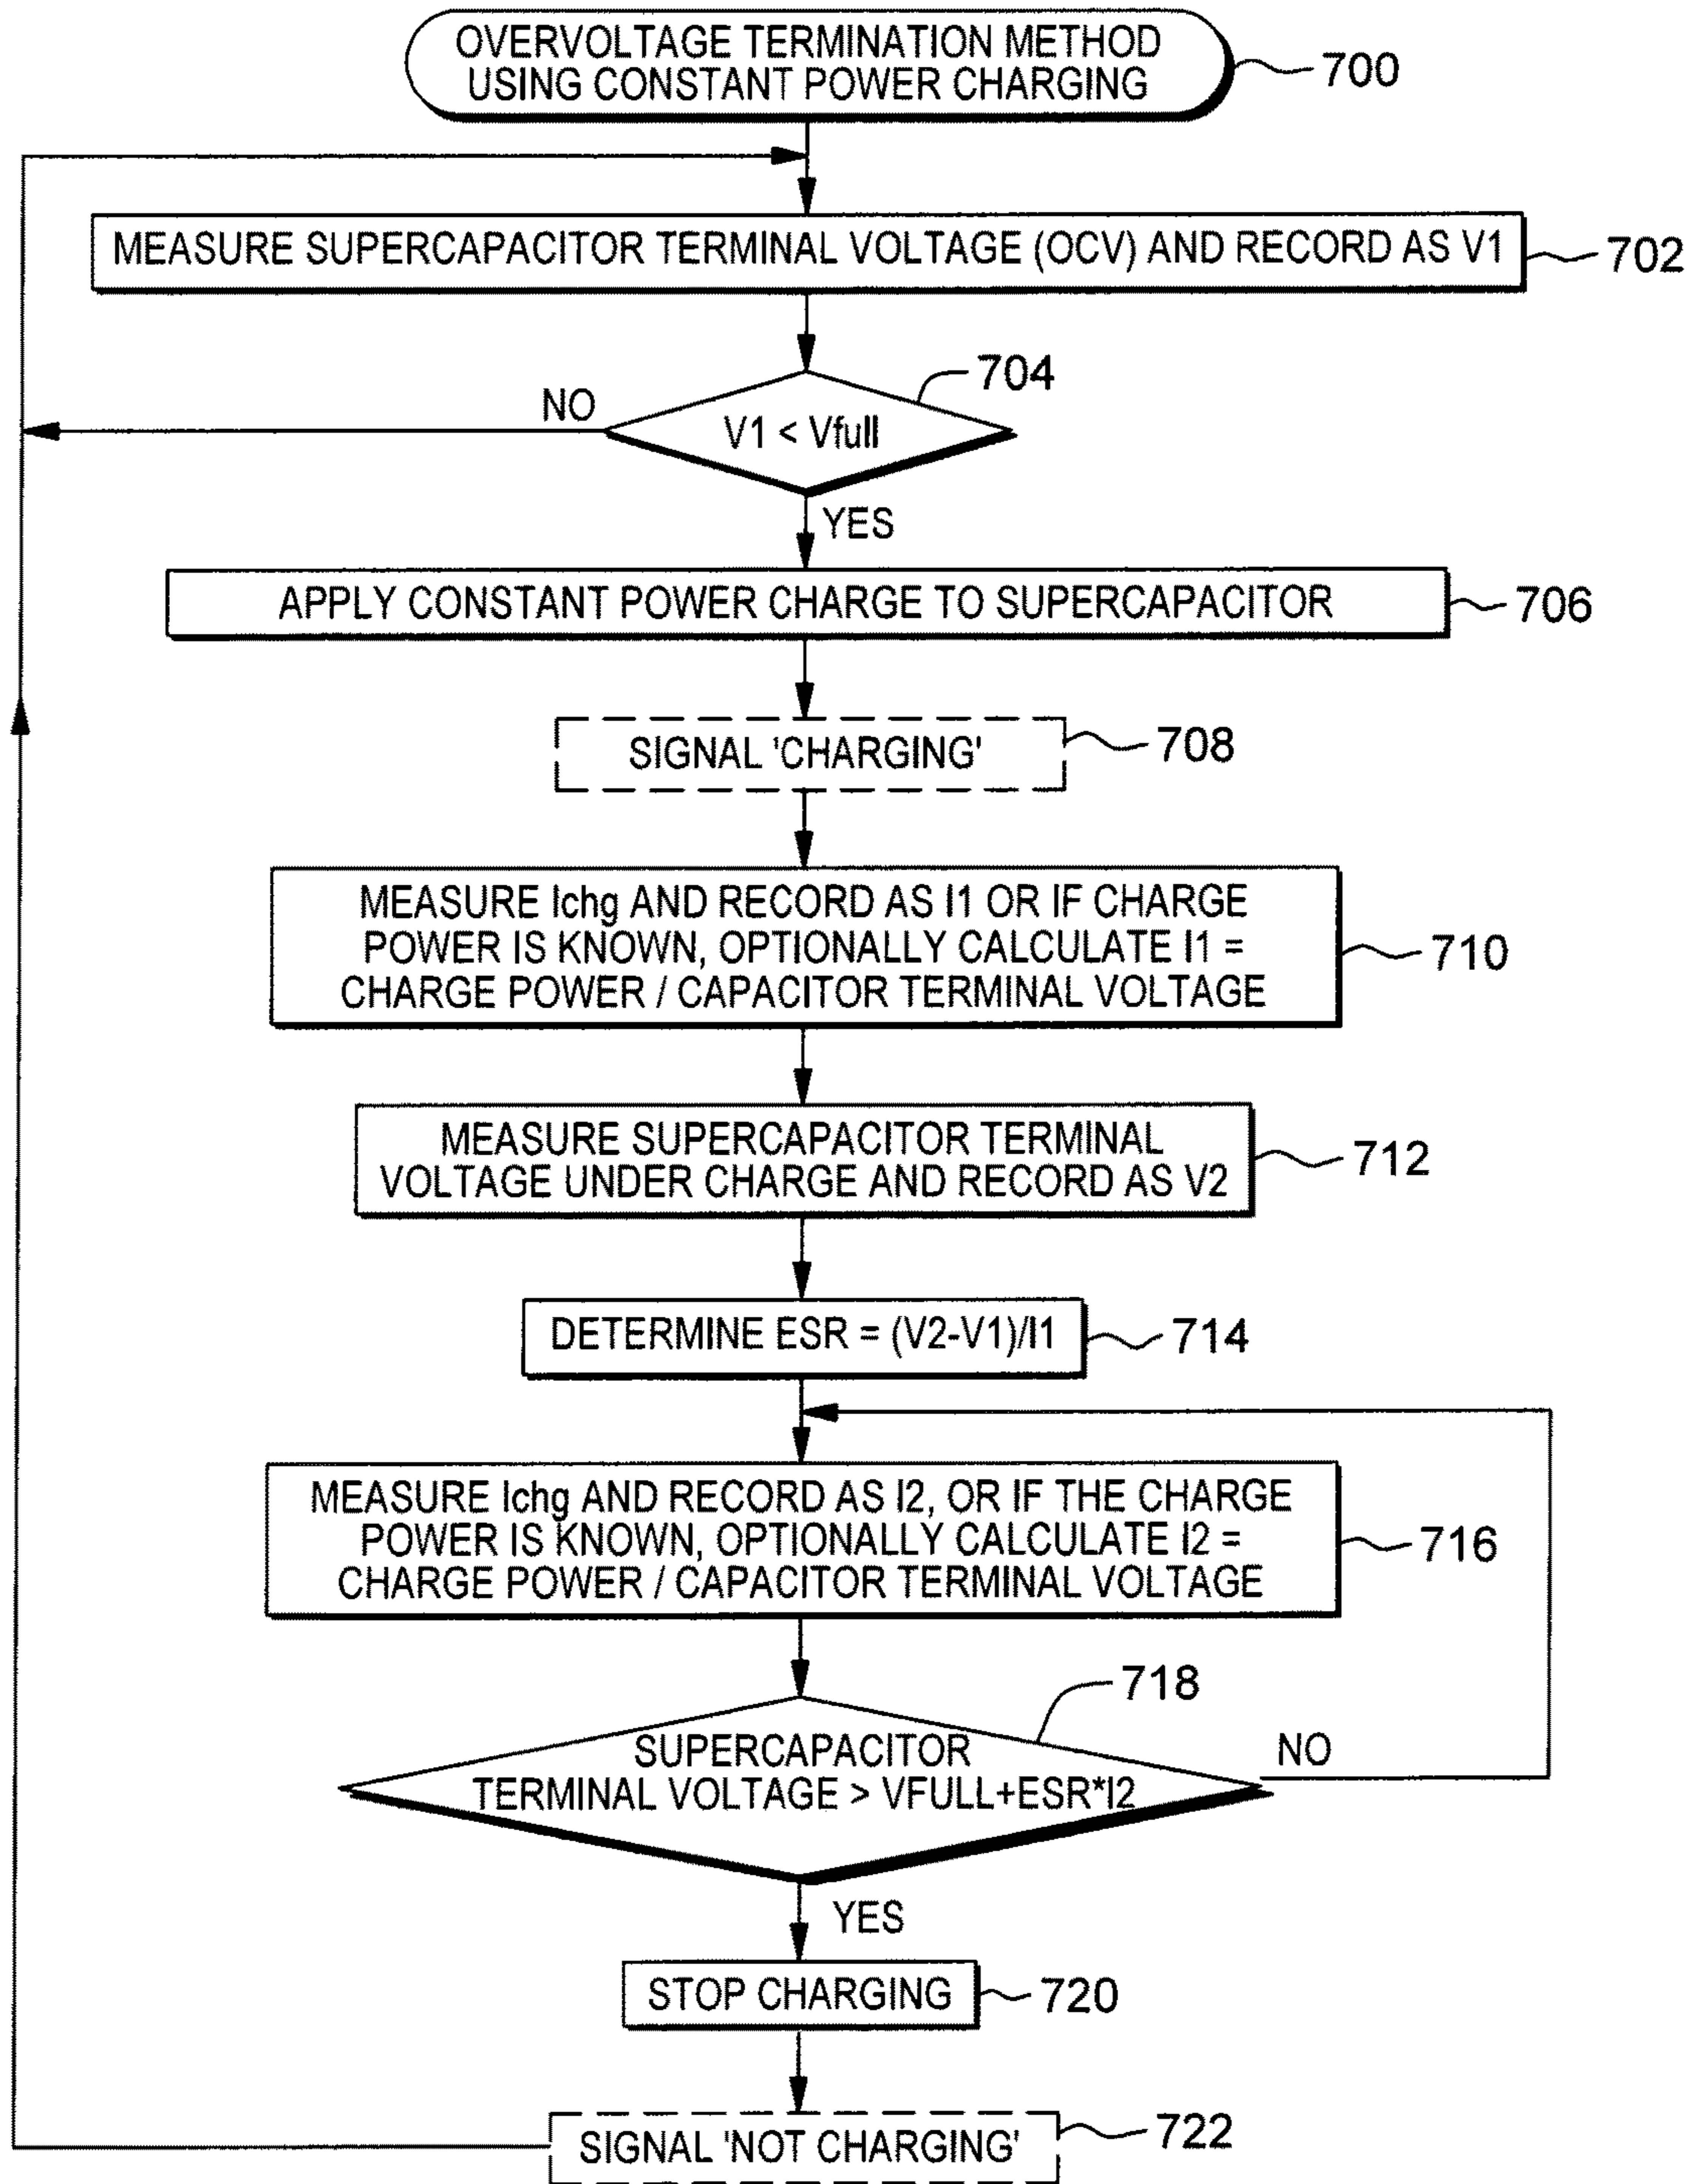 OVERVOLTAGE TERMINATION METHOD
USING CONSTANT POWER CHARGING
700
MEASURE SUPERCAPACITOR TERMINAL VOLTAGE (OCV) AND RECORD AS V1
702
704
NO
V1 < Vfull
YES
APPLY CONSTANT POWER CHARGE TO SUPERCAPACITOR
706
SIGNAL 'CHARGING'
708
MEASURE Ichg AND RECORD AS I1 OR IF CHARGE
POWER IS KNOWN, OPTIONALLY CALCULATE I1 =
CHARGE POWER / CAPACITOR TERMINAL VOLTAGE
710
MEASURE SUPERCAPACITOR TERMINAL
VOLTAGE UNDER CHARGE AND RECORD AS V2
712
DETERMINE ESR = (V2-V1)/I1
714
MEASURE Ichg AND RECORD AS I2, OR IF THE CHARGE
POWER IS KNOWN, OPTIONALLY CALCULATE I2 =
CHARGE POWER / CAPACITOR TERMINAL VOLTAGE
716
718
SUPERCAPACITOR
TERMINAL VOLTAGE > VFULL+ESR*I2
NO
YES
STOP CHARGING
720
SIGNAL 'NOT CHARGING'
722